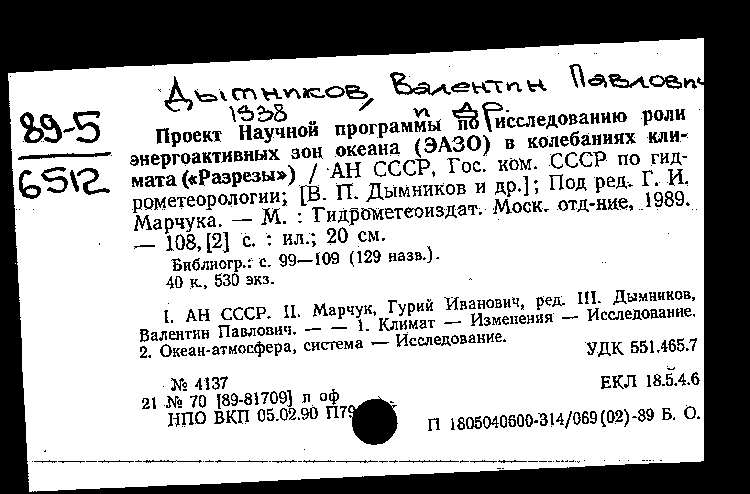 Дымников, Валентин Павлович
1938 и др.
89-5
6512
Проект Научной программы по исследованию роли
энергоактивных зон океана (ЭАЗО) в колебаниях кли-
мата («Разрезы») / АН СССР, Гос. ком. СССР по гид-
рометеорологии; [В. П. Дымников и др.]; Под ред. Г. И.
Марчука. — М. : Гидрометеоиздат. Моск. отд-ние, 1989.
— 108, [2] с. : ил.; 20 см.
Библиогр.: с. 99—109 (129 назв.).
40 к., 530 экз.
I. АН СССР. II. Марчук, Гурий Иванович, ред. III. Дымников,
Валентин Павлович. — — 1. Климат — Изменения — Исследование.
2. Океан-атмосфера, система — Исследование.
УДК 551.465.7
№ 4137
ЕКЛ 18.5.4.6
21 № 70 [89-81709] п оф
НПО ВКП 05.02.90 П79
П 1805040600-314/069(02)-89 Б. О.